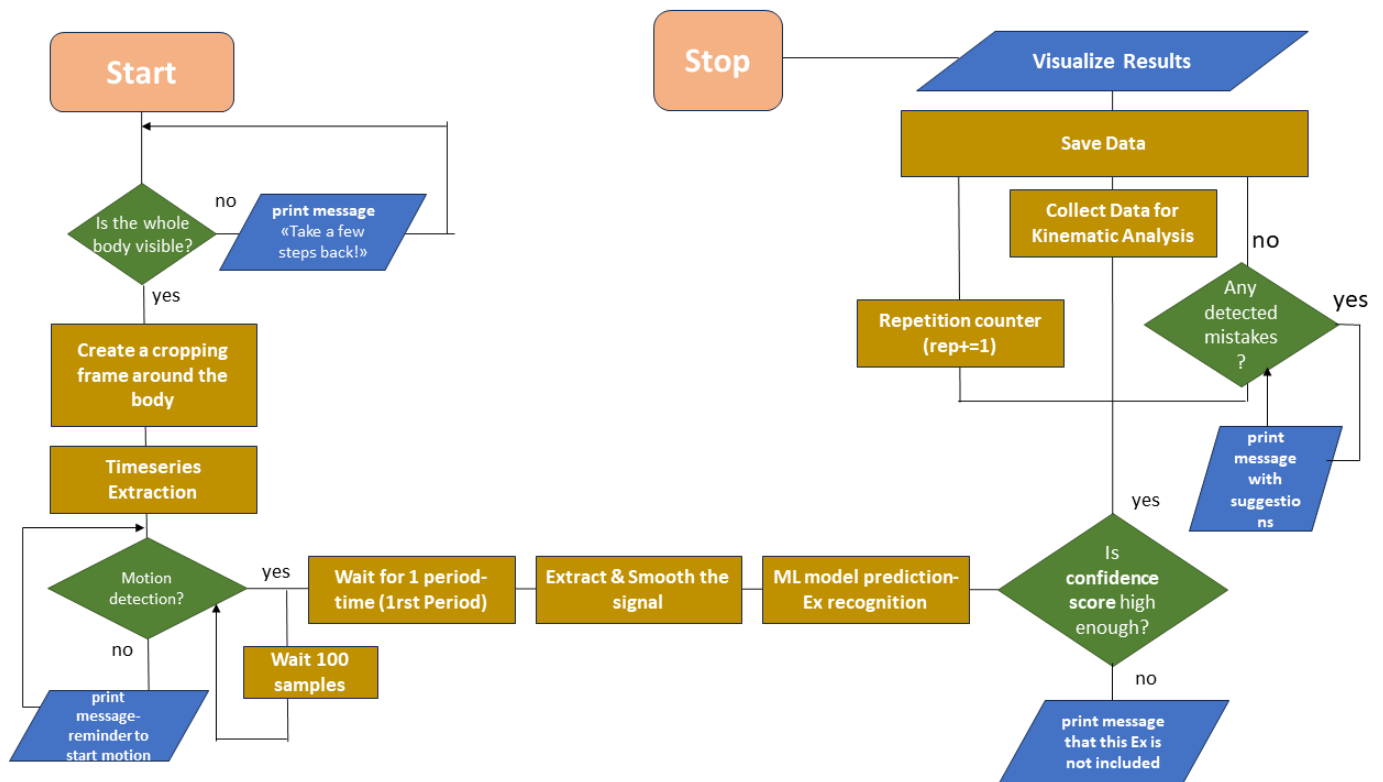 Start
Is the whole
body visible?
no
print message
«Take a few
steps back!»
yes
Create a cropping
frame around the
body
Timeseries
Extraction
Motion
detection?
yes
no
print
message-
reminder to
start motion
Wait 100
samples
Wait for 1 period-
time (1rst Period)
Extract & Smooth the
signal
ML model prediction-
Ex recognition
Is
confidence
score high
enough?
no
print message
that this Ex is
not included
yes
Collect Data for
Kinematic Analysis
Repetition counter
(rep+=1)
Any
detected
mistakes
?
yes
print
message
with
suggestio
ns
no
Save Data
Visualize Results
Stop